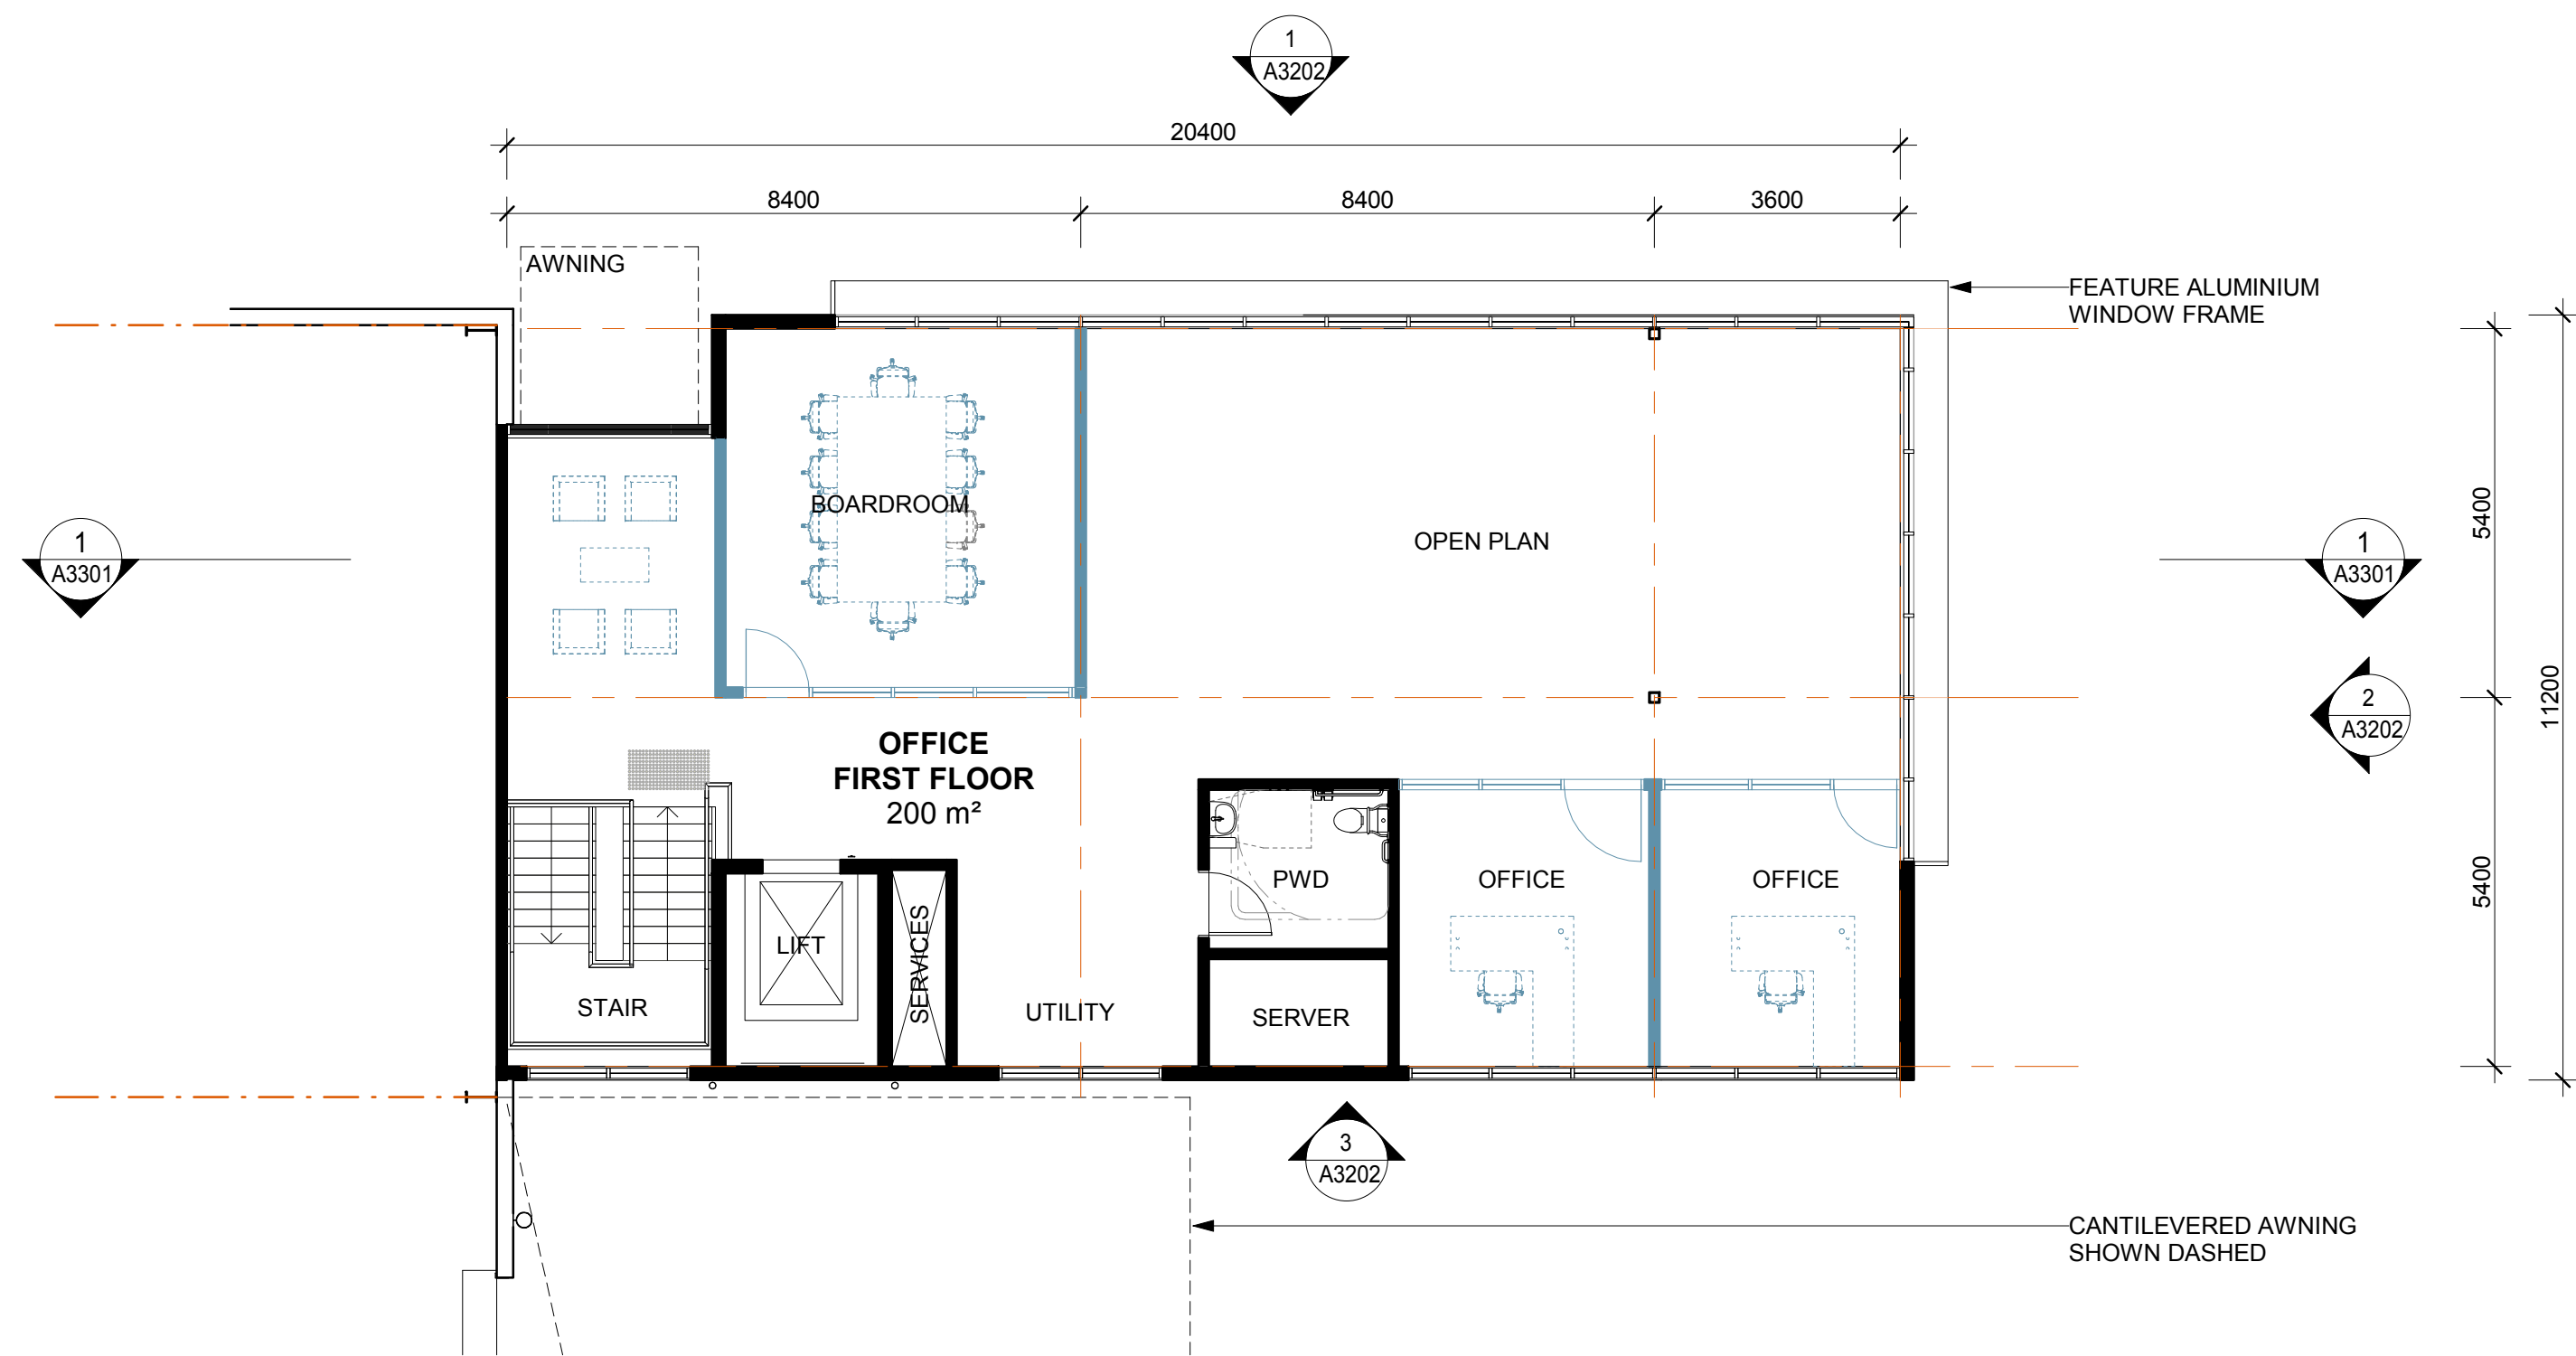 1
A3202
20400
8400
8400
3600
AWNING
FEATURE ALUMINIUM
WINDOW FRAME
BOARDROOM
OPEN PLAN
5400
1
A3301
1
A3301
11200
2
A3202
OFFICE
FIRST FLOOR
200 m²
PWD
OFFICE
OFFICE
5400
LIFT
SERVICES
STAIR
UTILITY
SERVER
3
A3202
CANTILEVERED AWNING
SHOWN DASHED